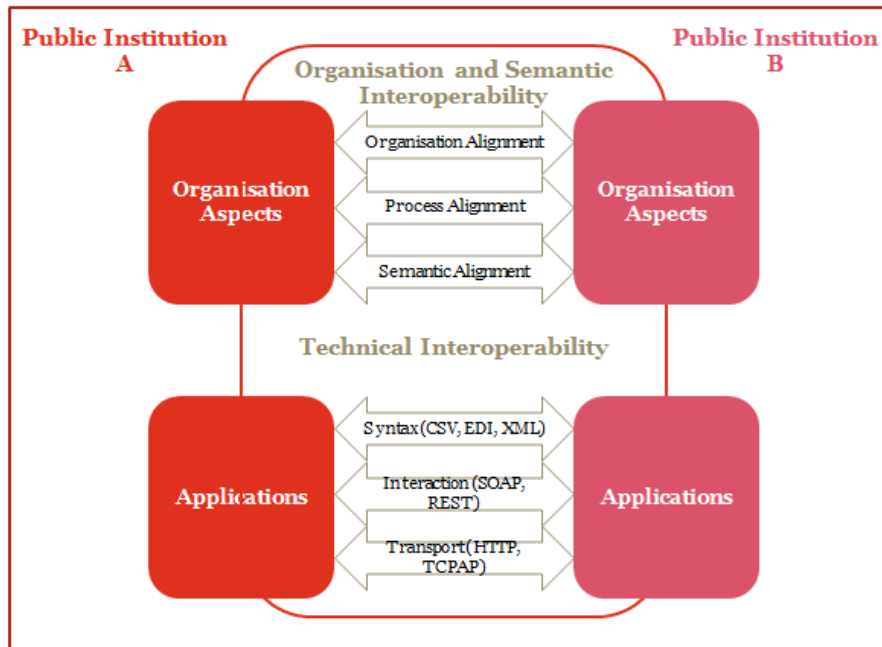 Public Institution
A
Public Institution
B
Organisation and Semantic
Interoperability
Organisation Alignment
Process Alignment
Semantic Alignment
Organisation
Aspects
Organisation
Aspects
Technical Interoperability
Syntax(CSV, EDI, XML)
Interaction(SOAP,
REST)
Transport(HTTP,
TCPAP)
Applications
Applications